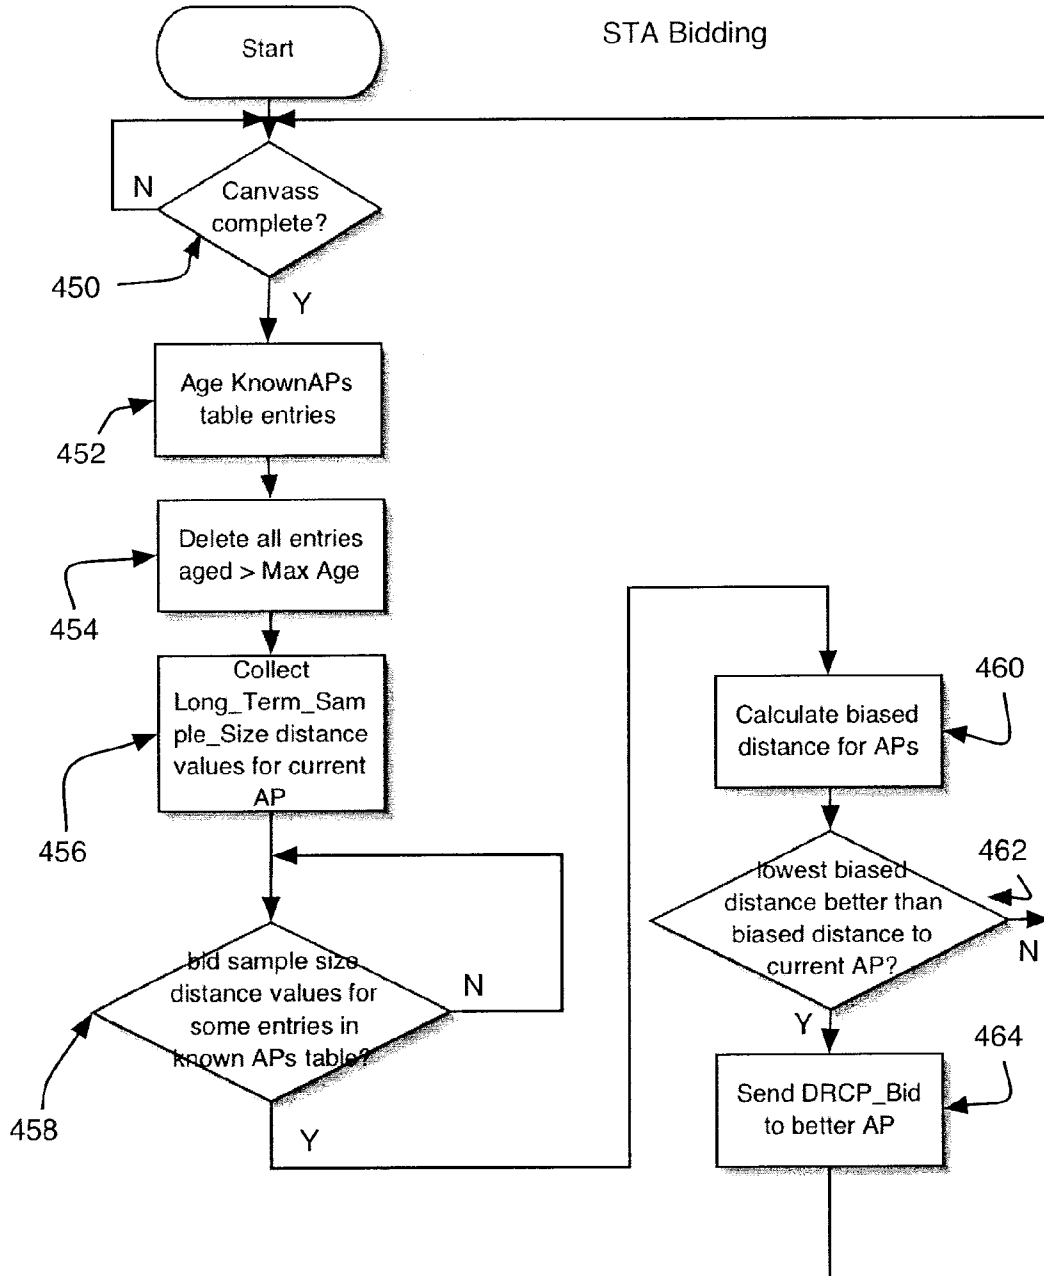 STA Bidding
Start
N
Canvass
complete?
450
Y
Age KnownAPs
table entries
452
Delete all entries
aged > Max Age
454
Collect
Long_Term_Sam
ple_Size distance
values for current
AP
456
bid sample size
distance values for
some entries in
known APs table?
N
458
Y
460
Calculate biased
distance for APs
462
lowest biased
distance better than
biased distance to
current AP?
N
Y
464
Send DRCP_Bid
to better AP